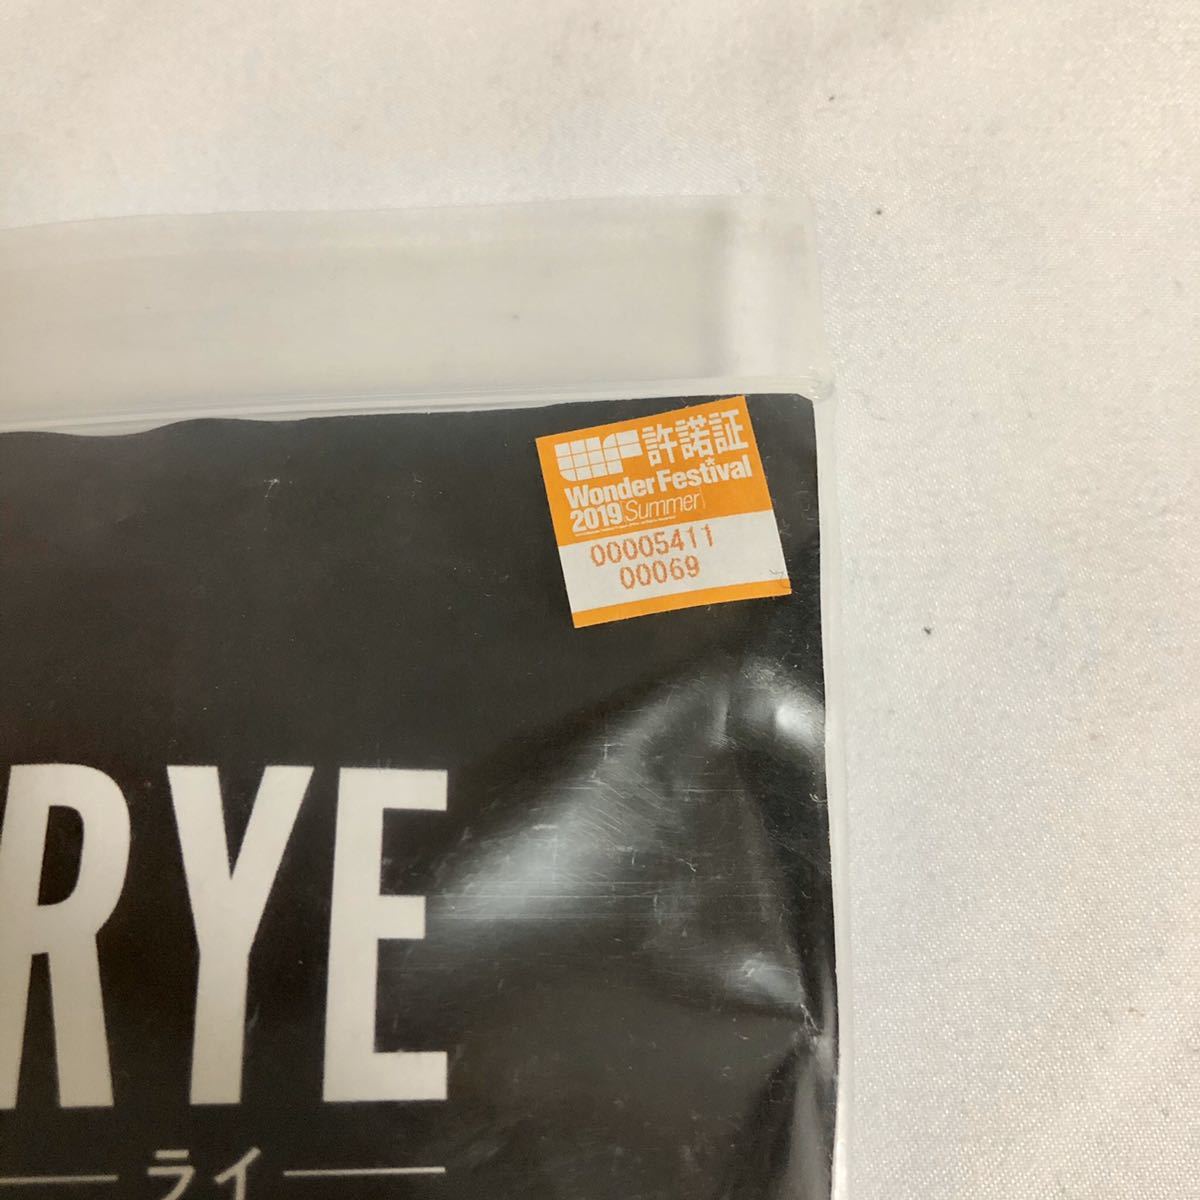 許諾証
Wonder Festival
2019 [Summer]
00005411
00069
RYE
ライ